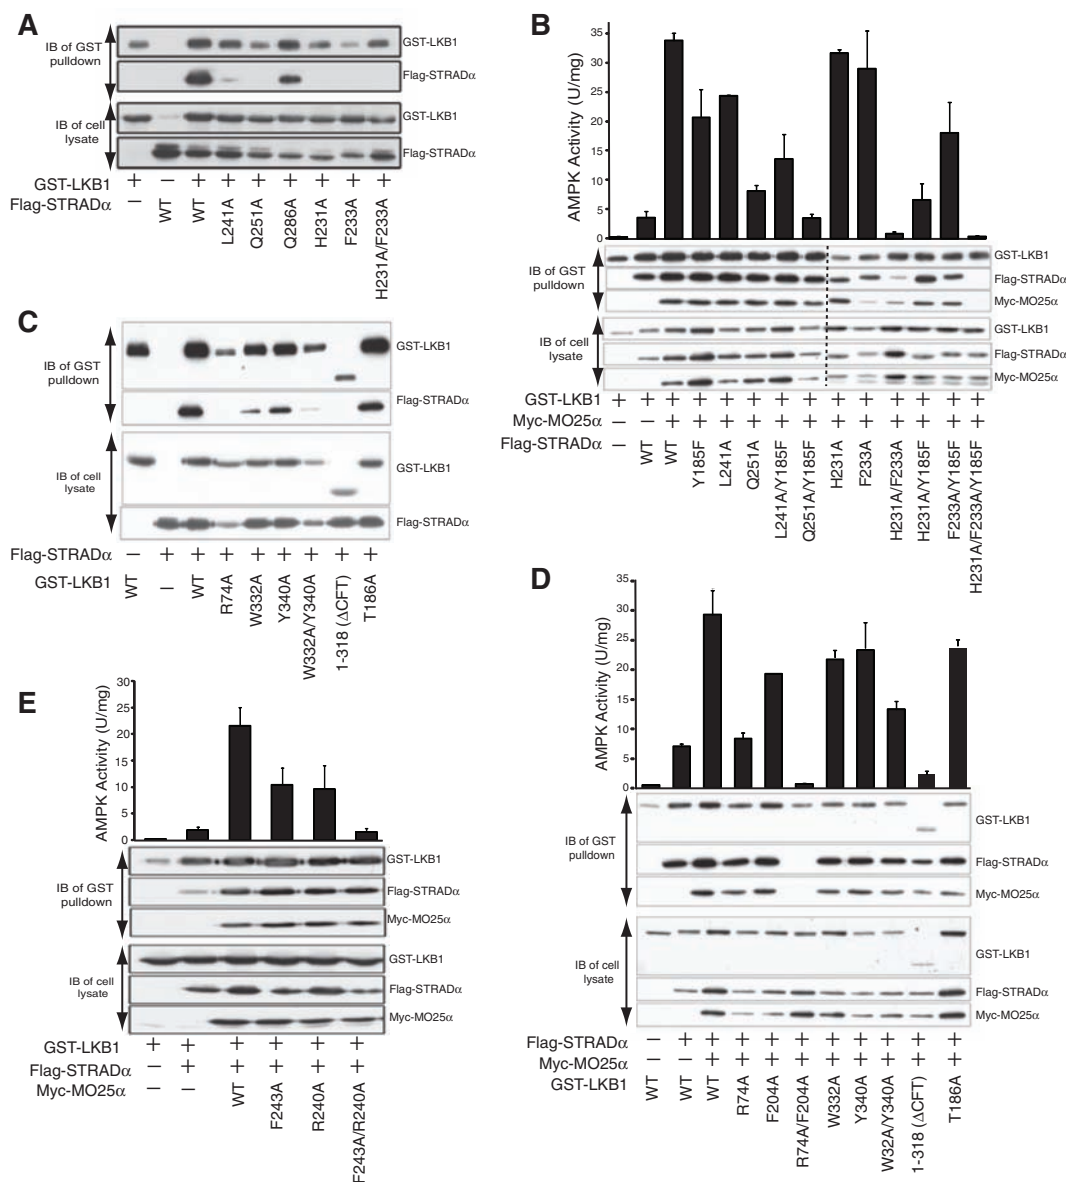 A
IB of GST
pulldown
GST-LKB1
Flag-STRADα
IB of cell
lysate
GST-LKB1
Flag-STRADα
GST-LKB1 + − + + + + + + +
Flag-STRADα − WT WT L241A Q251A Q286A H231A F233A H231A/F233A
B
AMPK Activity (U/mg)
35
30
25
20
15
10
5
0
IB of GST
pulldown
GST-LKB1
Flag-STRADα
Myc-MO25α
IB of cell
lysate
GST-LKB1
Flag-STRADα
Myc-MO25α
GST-LKB1 + + + + + + + + + + + + + +
Myc-MO25α − − + + + + + + + + + + + +
Flag-STRADα − WT WT Y185F L241A Q251A L241A/Y185F Q251A/Y185F H231A F233A H231A/F233A H231A/Y185F F233A/Y185F H231A/F233A/Y185F
C
IB of GST
pulldown
GST-LKB1
Flag-STRADα
IB of cell
lysate
GST-LKB1
Flag-STRADα
Flag-STRADα − + + + + + + + +
GST-LKB1 WT − WT R74A W332A Y340A W332A/Y340A 1-318 (ΔCFT) T186A
D
AMPK Activity (U/mg)
35
30
25
20
15
10
5
0
IB of GST
pulldown
GST-LKB1
Flag-STRADα
Myc-MO25α
IB of cell
lysate
GST-LKB1
Flag-STRADα
Myc-MO25α
Flag-STRADα − + + + + + + + + + +
Myc-MO25α − − + + + + + + + + +
GST-LKB1 WT WT WT R74A F204A R74A/F204A W332A Y340A W32A/Y340A 1-318 (ΔCFT) T186A
E
AMPK Activity (U/mg)
30
25
20
15
10
5
0
IB of GST
pulldown
GST-LKB1
Flag-STRADα
Myc-MO25α
IB of cell
lysate
GST-LKB1
Flag-STRADα
Myc-MO25α
GST-LKB1 + + + + + +
Flag-STRADα − + + + + +
Myc-MO25α − − WT F243A R240A F243A/R240A